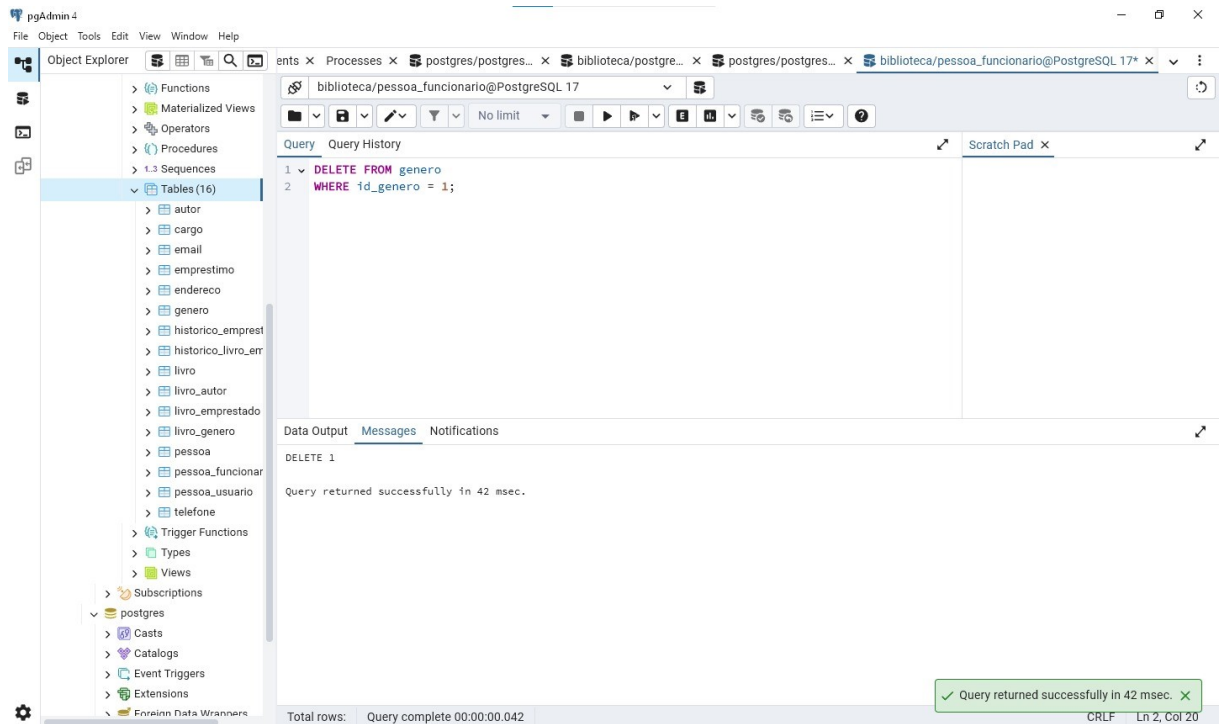 pgAdmin 4
File Object Tools Edit View Window Help
Object Explorer
ents
Processes
postgres/postgres...
biblioteca/postgre...
postgres/postgres...
biblioteca/pessoa_funcionario@PostgreSQL 17*
biblioteca/pessoa_funcionario@PostgreSQL 17
No limit
E
Query Query History
Scratch Pad
1 DELETE FROM genero
2 WHERE id_genero = 1;
Functions
Materialized Views
Operators
Procedures
1..3 Sequences
Tables (16)
autor
cargo
email
emprestimo
endereco
genero
historico_emprest
historico_livro_em
livro
livro_autor
livro_emprestado
livro_genero
pessoa
pessoa_funcionar
pessoa_usuario
telefone
Trigger Functions
Types
Views
Subscriptions
postgres
Casts
Catalogs
Event Triggers
Extensions
Foreign Data Wrappers
Data Output Messages Notifications
DELETE 1
Query returned successfully in 42 msec.
Query returned successfully in 42 msec.
Total rows: Query complete 00:00:00.042
CRLF Ln 2, Col 20